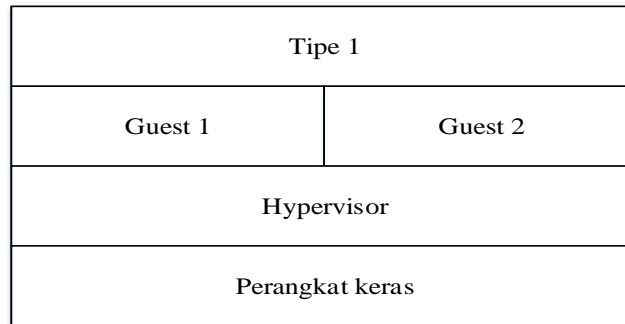 Tipe 1
Guest 1 Guest 2
Hypervisor
Perangkat keras